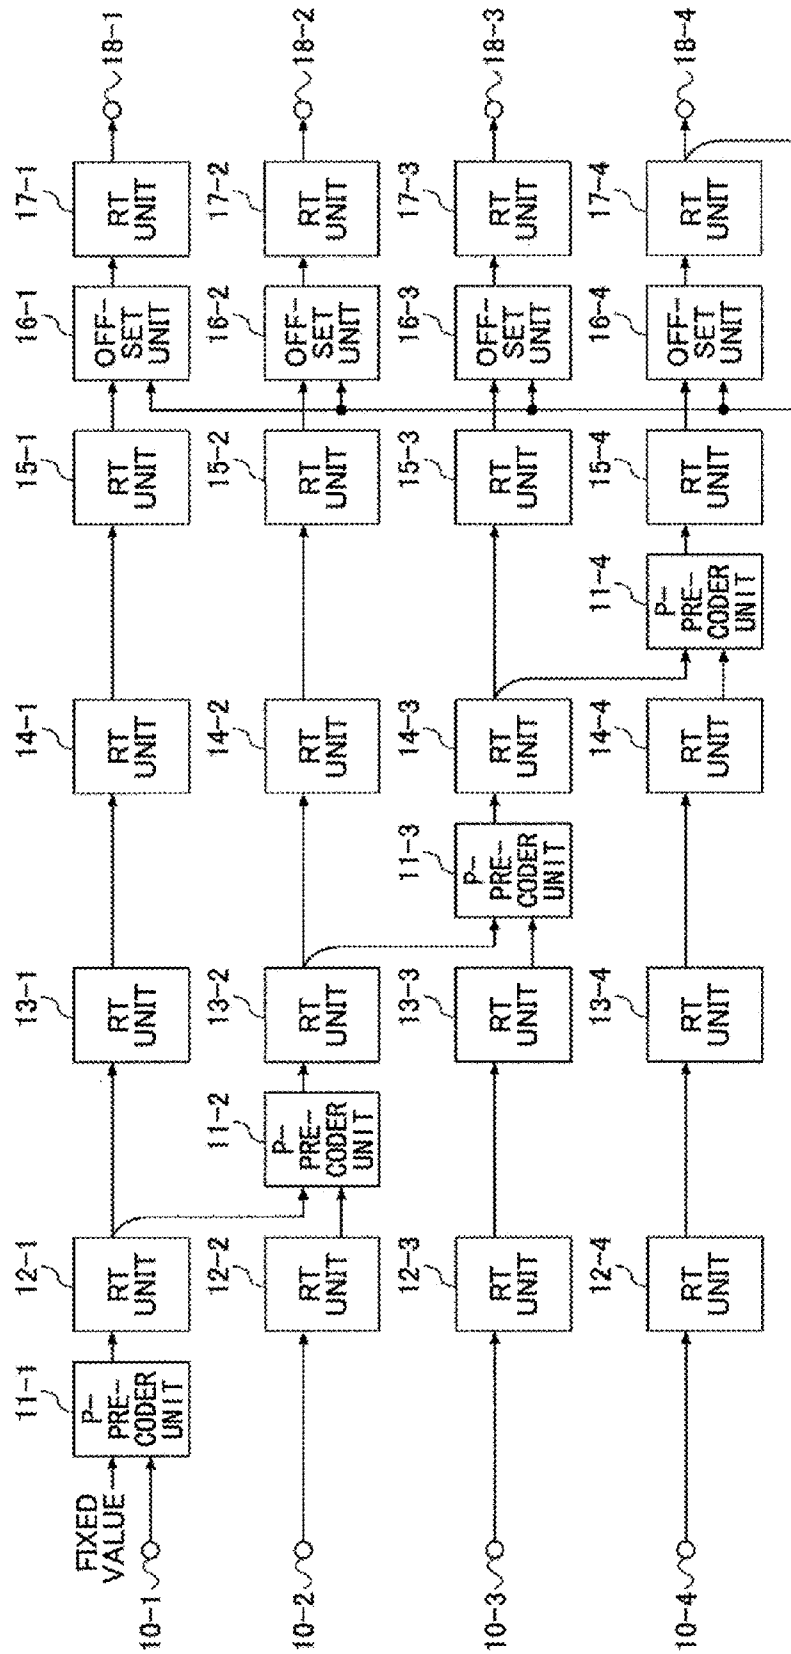 FIXED
VALUE
10-1
11-1
P-
PRE-
CODER
UNIT
12-1
RT
UNIT
13-1
RT
UNIT
14-1
RT
UNIT
15-1
RT
UNIT
16-1
OFF-
SET
UNIT
17-1
RT
UNIT
18-1
10-2
12-2
RT
UNIT
11-2
P-
PRE-
CODER
UNIT
13-2
RT
UNIT
14-2
RT
UNIT
15-2
RT
UNIT
16-2
OFF-
SET
UNIT
17-2
RT
UNIT
18-2
10-3
12-3
RT
UNIT
13-3
RT
UNIT
11-3
P-
PRE-
CODER
UNIT
14-3
RT
UNIT
15-3
RT
UNIT
16-3
OFF-
SET
UNIT
17-3
RT
UNIT
18-3
10-4
12-4
RT
UNIT
13-4
RT
UNIT
14-4
RT
UNIT
11-4
P-
PRE-
CODER
UNIT
15-4
RT
UNIT
16-4
OFF-
SET
UNIT
17-4
RT
UNIT
18-4